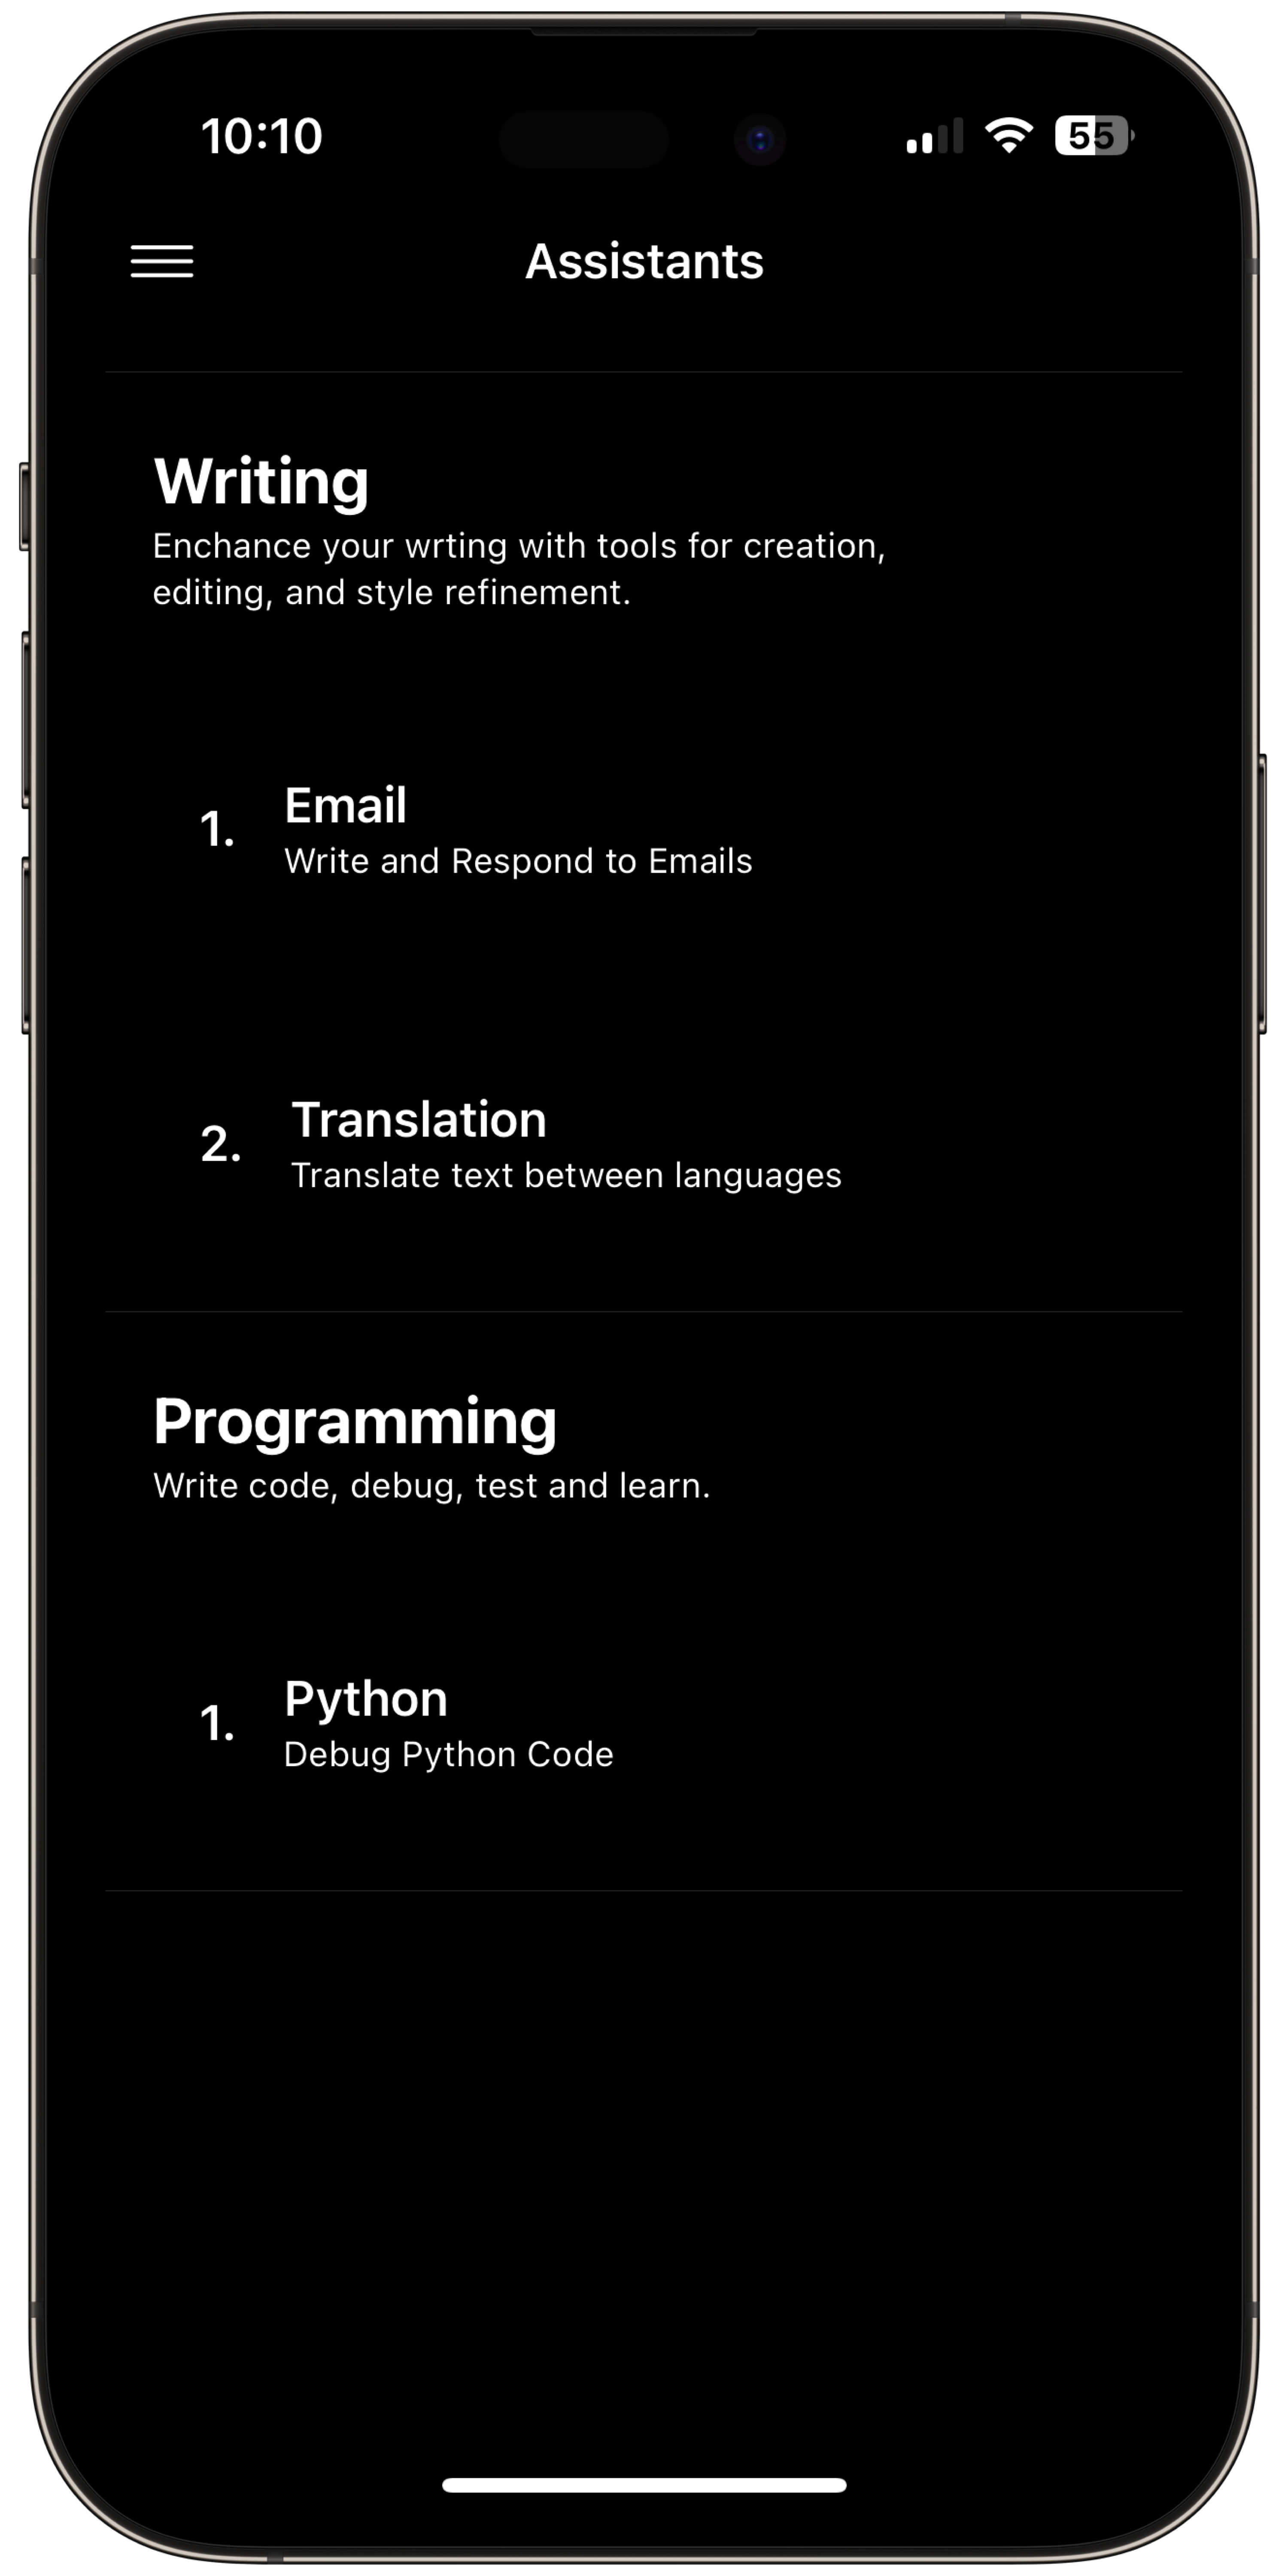 10:10
55
Assistants
Writing
Enchance your wrting with tools for creation,
editing, and style refinement.
1.
Email
Write and Respond to Emails
2.
Translation
Translate text between languages
Programming
Write code, debug, test and learn.
1.
Python
Debug Python Code